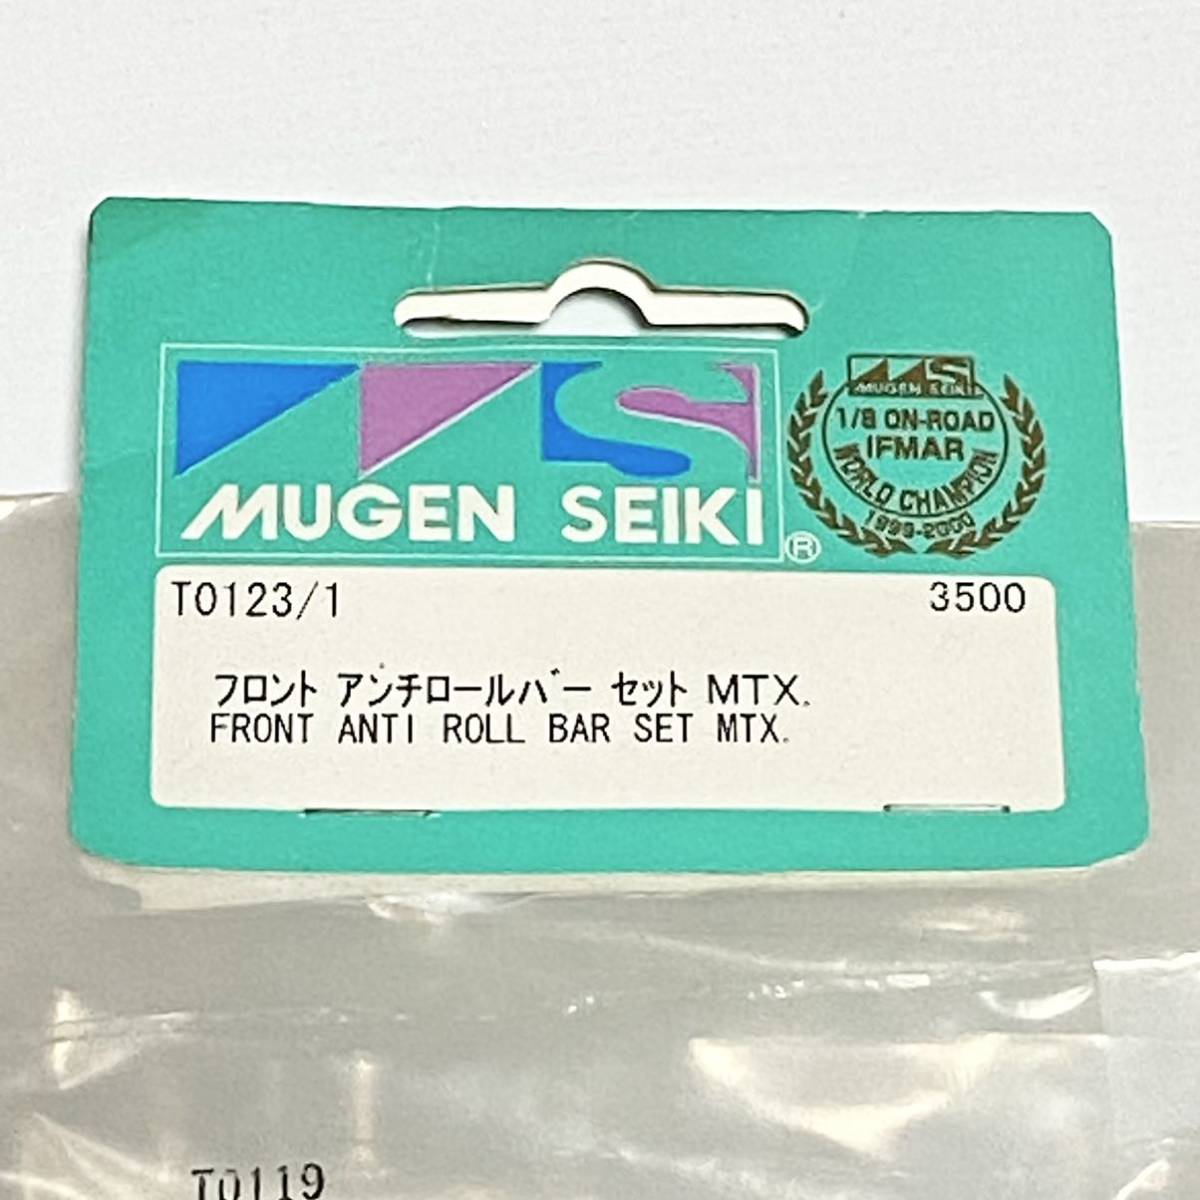 MUGEN SEIKI
®
MUGEN SEIKI
1/8 ON-ROAD
IFMAR
WORLD CHAMPION
T0123/1
3500
フロント アンチロールバー セット MTX.
FRONT ANTI ROLL BAR SET MTX.
T0119